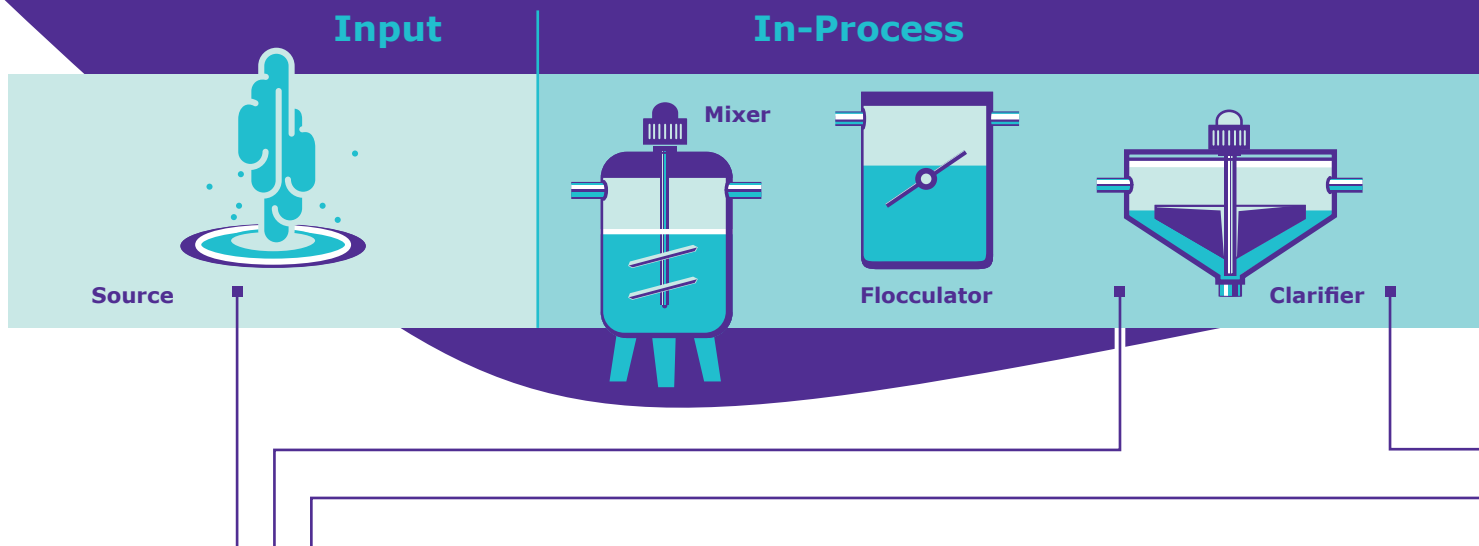 Input
In-Process
Mixer
Source
Flocculator
Clarifier